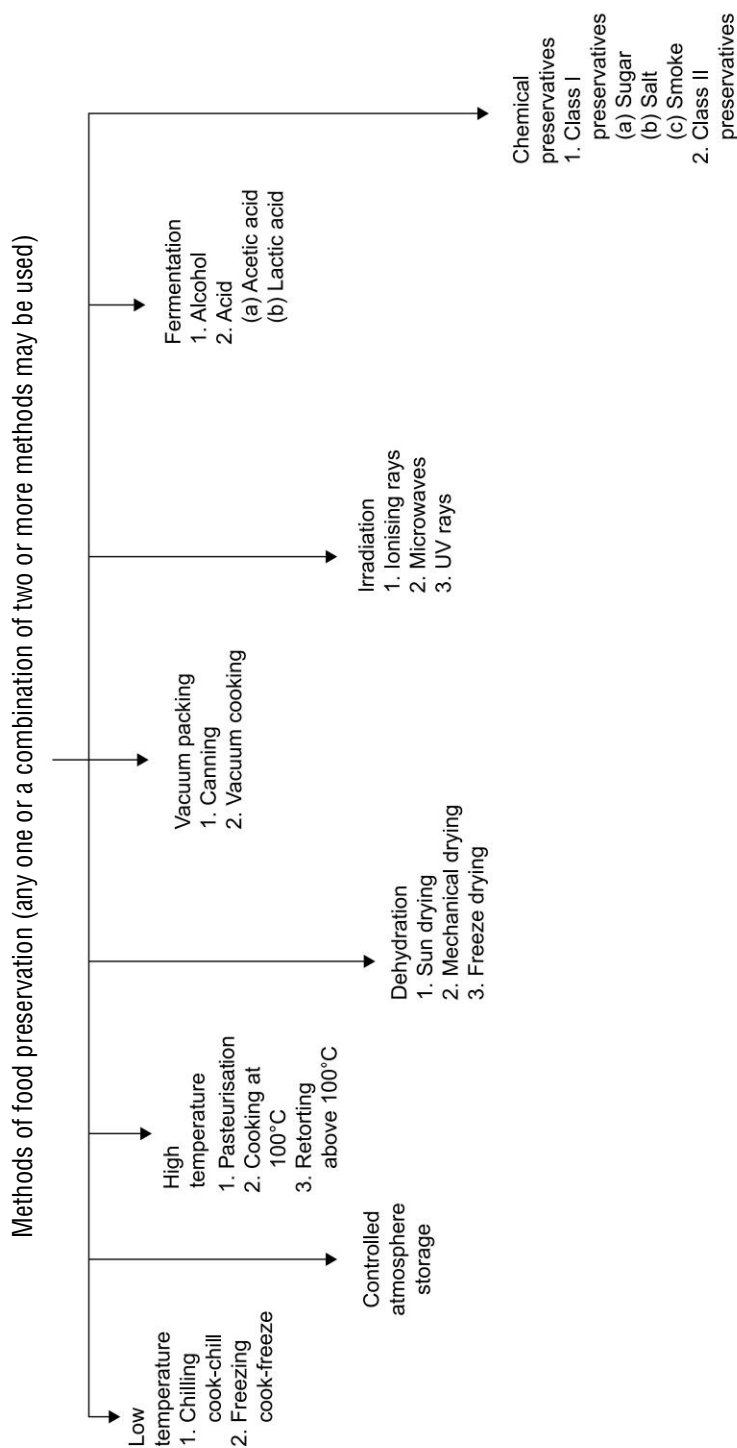 Methods of food preservation (any one or a combination of two or more methods may be used)
Low
temperature
1. Chilling
cook-chill
2. Freezing
cook-freeze
Controlled
atmosphere
storage
High
temperature
1. Pasteurisation
2. Cooking at
100°C
3. Retorting
above 100°C
Dehydration
1. Sun drying
2. Mechanical drying
3. Freeze drying
Vacuum packing
1. Canning
2. Vacuum cooking
Irradiation
1. Ionising rays
2. Microwaves
3. UV rays
Fermentation
1. Alcohol
2. Acid
(a) Acetic acid
(b) Lactic acid
Chemical
preservatives
1. Class I
preservatives
(a) Sugar
(b) Salt
(c) Smoke
2. Class II
preservatives